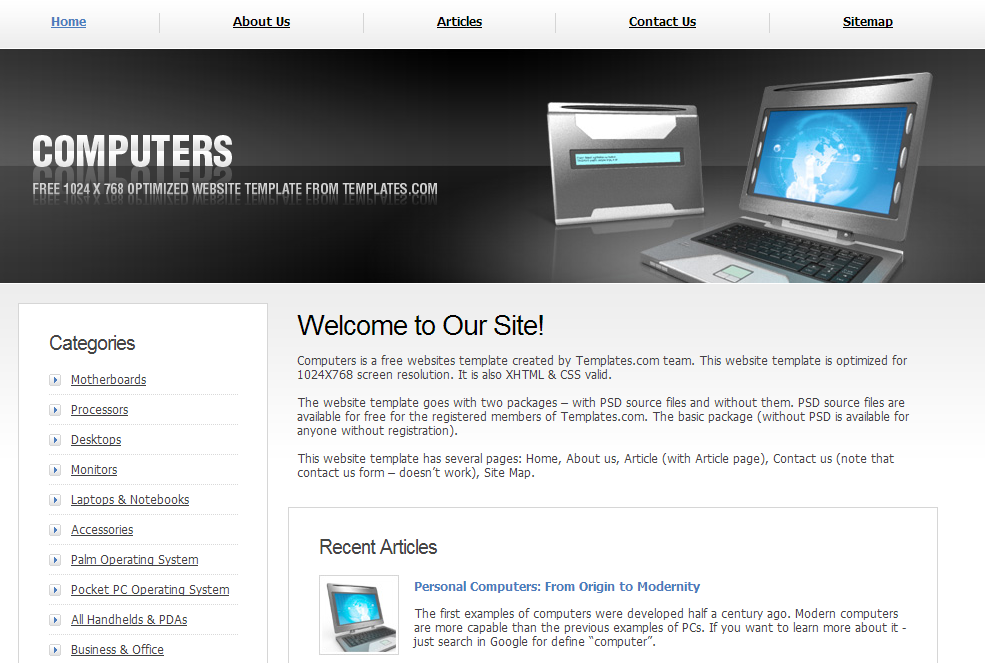 Home
About Us
Articles
Contact Us
Sitemap
COMPUTERS
FREE 1024 X 768 OPTIMIZED WEBSITE TEMPLATE FROM TEMPLATES.COM
Categories
Motherboards
Processors
Desktops
Monitors
Laptops & Notebooks
Accessories
Palm Operating System
Pocket PC Operating System
All Handhelds & PDAs
Business & Office
Welcome to Our Site!
Computers is a free websites template created by Templates.com team. This website template is optimized for
1024X768 screen resolution. It is also XHTML & CSS valid.
The website template goes with two packages – with PSD source files and without them. PSD source files are
available for free for the registered members of Templates.com. The basic package (without PSD is available for
anyone without registration).
This website template has several pages: Home, About us, Article (with Article page), Contact us (note that
contact us form – doesn’t work), Site Map.
Recent Articles
Personal Computers: From Origin to Modernity
The first examples of computers were developed half a century ago. Modern computers
are more capable than the previous examples of PCs. If you want to learn more about it -
just search in Google for define “computer”.